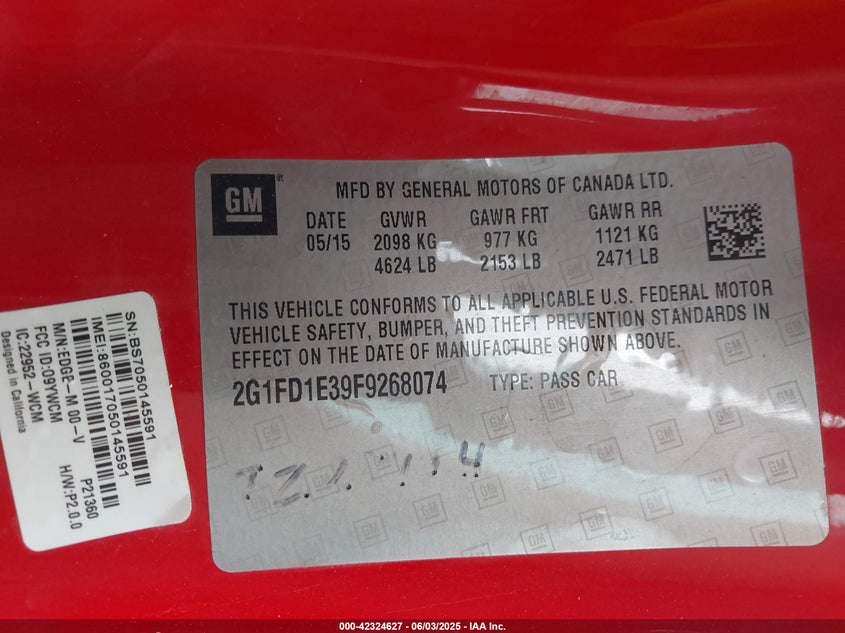 GM
MFD BY GENERAL MOTORS OF CANADA LTD.
DATE GVWR GAWR FRT GAWR RR
05/15 2098 KG 977 KG 1121 KG
4624 LB 2153 LB 2471 LB
THIS VEHICLE CONFORMS TO ALL APPLICABLE U.S. FEDERAL MOTOR
VEHICLE SAFETY, BUMPER, AND THEFT PREVENTION STANDARDS IN
EFFECT ON THE DATE OF MANUFACTURE SHOWN ABOVE.
2G1FD1E39F9268074 TYPE: PASS CAR
SN:BS7050145591
IMEI:860017050145591
M/N:EDGP-M00-V P21360
FCC ID:09YWCM H/W:P2.0.0
IC:22952-WCM
Designed in California
000-42324627 - 06/03/2025 - IAA Inc.